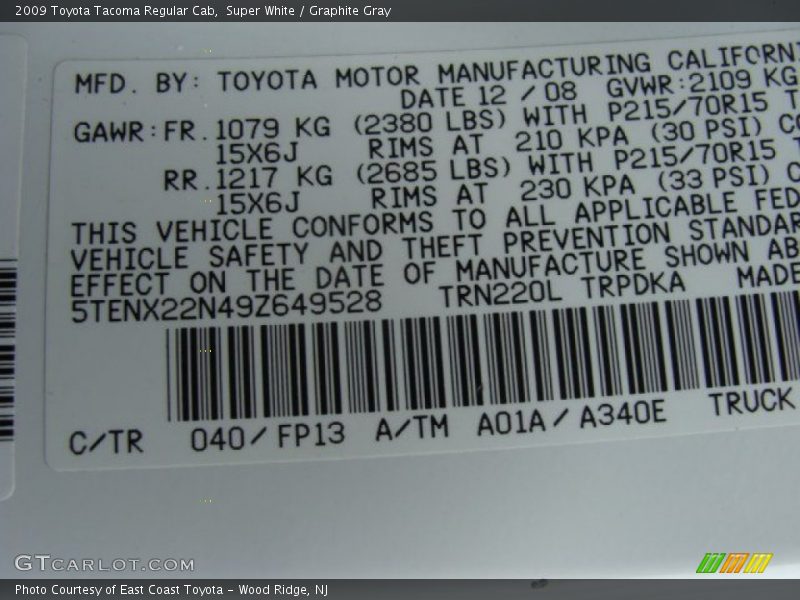 2009 Toyota Tacoma Regular Cab,  Super White / Graphite Gray
MFD. BY: TOYOTA MOTOR MANUFACTURING CALIFORNI
DATE 12 / 08 GVWR:2109 KG
GAWR:FR.1079 KG (2380 LBS) WITH P215/70R15
15X6J RIMS AT 210 KPA (30 PSI)
RR.1217 KG (2685 LBS) WITH P215/70R15
15X6J RIMS AT 230 KPA (33 PSI)
THIS VEHICLE CONFORMS TO ALL APPLICABLE FED
VEHICLE SAFETY AND THEFT PREVENTION STANDAR
EFFECT ON THE DATE OF MANUFACTURE SHOWN AB
5TENX22N49Z649528 TRN220L TRPDKA MADE
C/TR 040/FP13 A/TM A01A/A340E TRUCK
GTCARLOT.COM
Photo Courtesy of East Coast Toyota - Wood Ridge, NJ